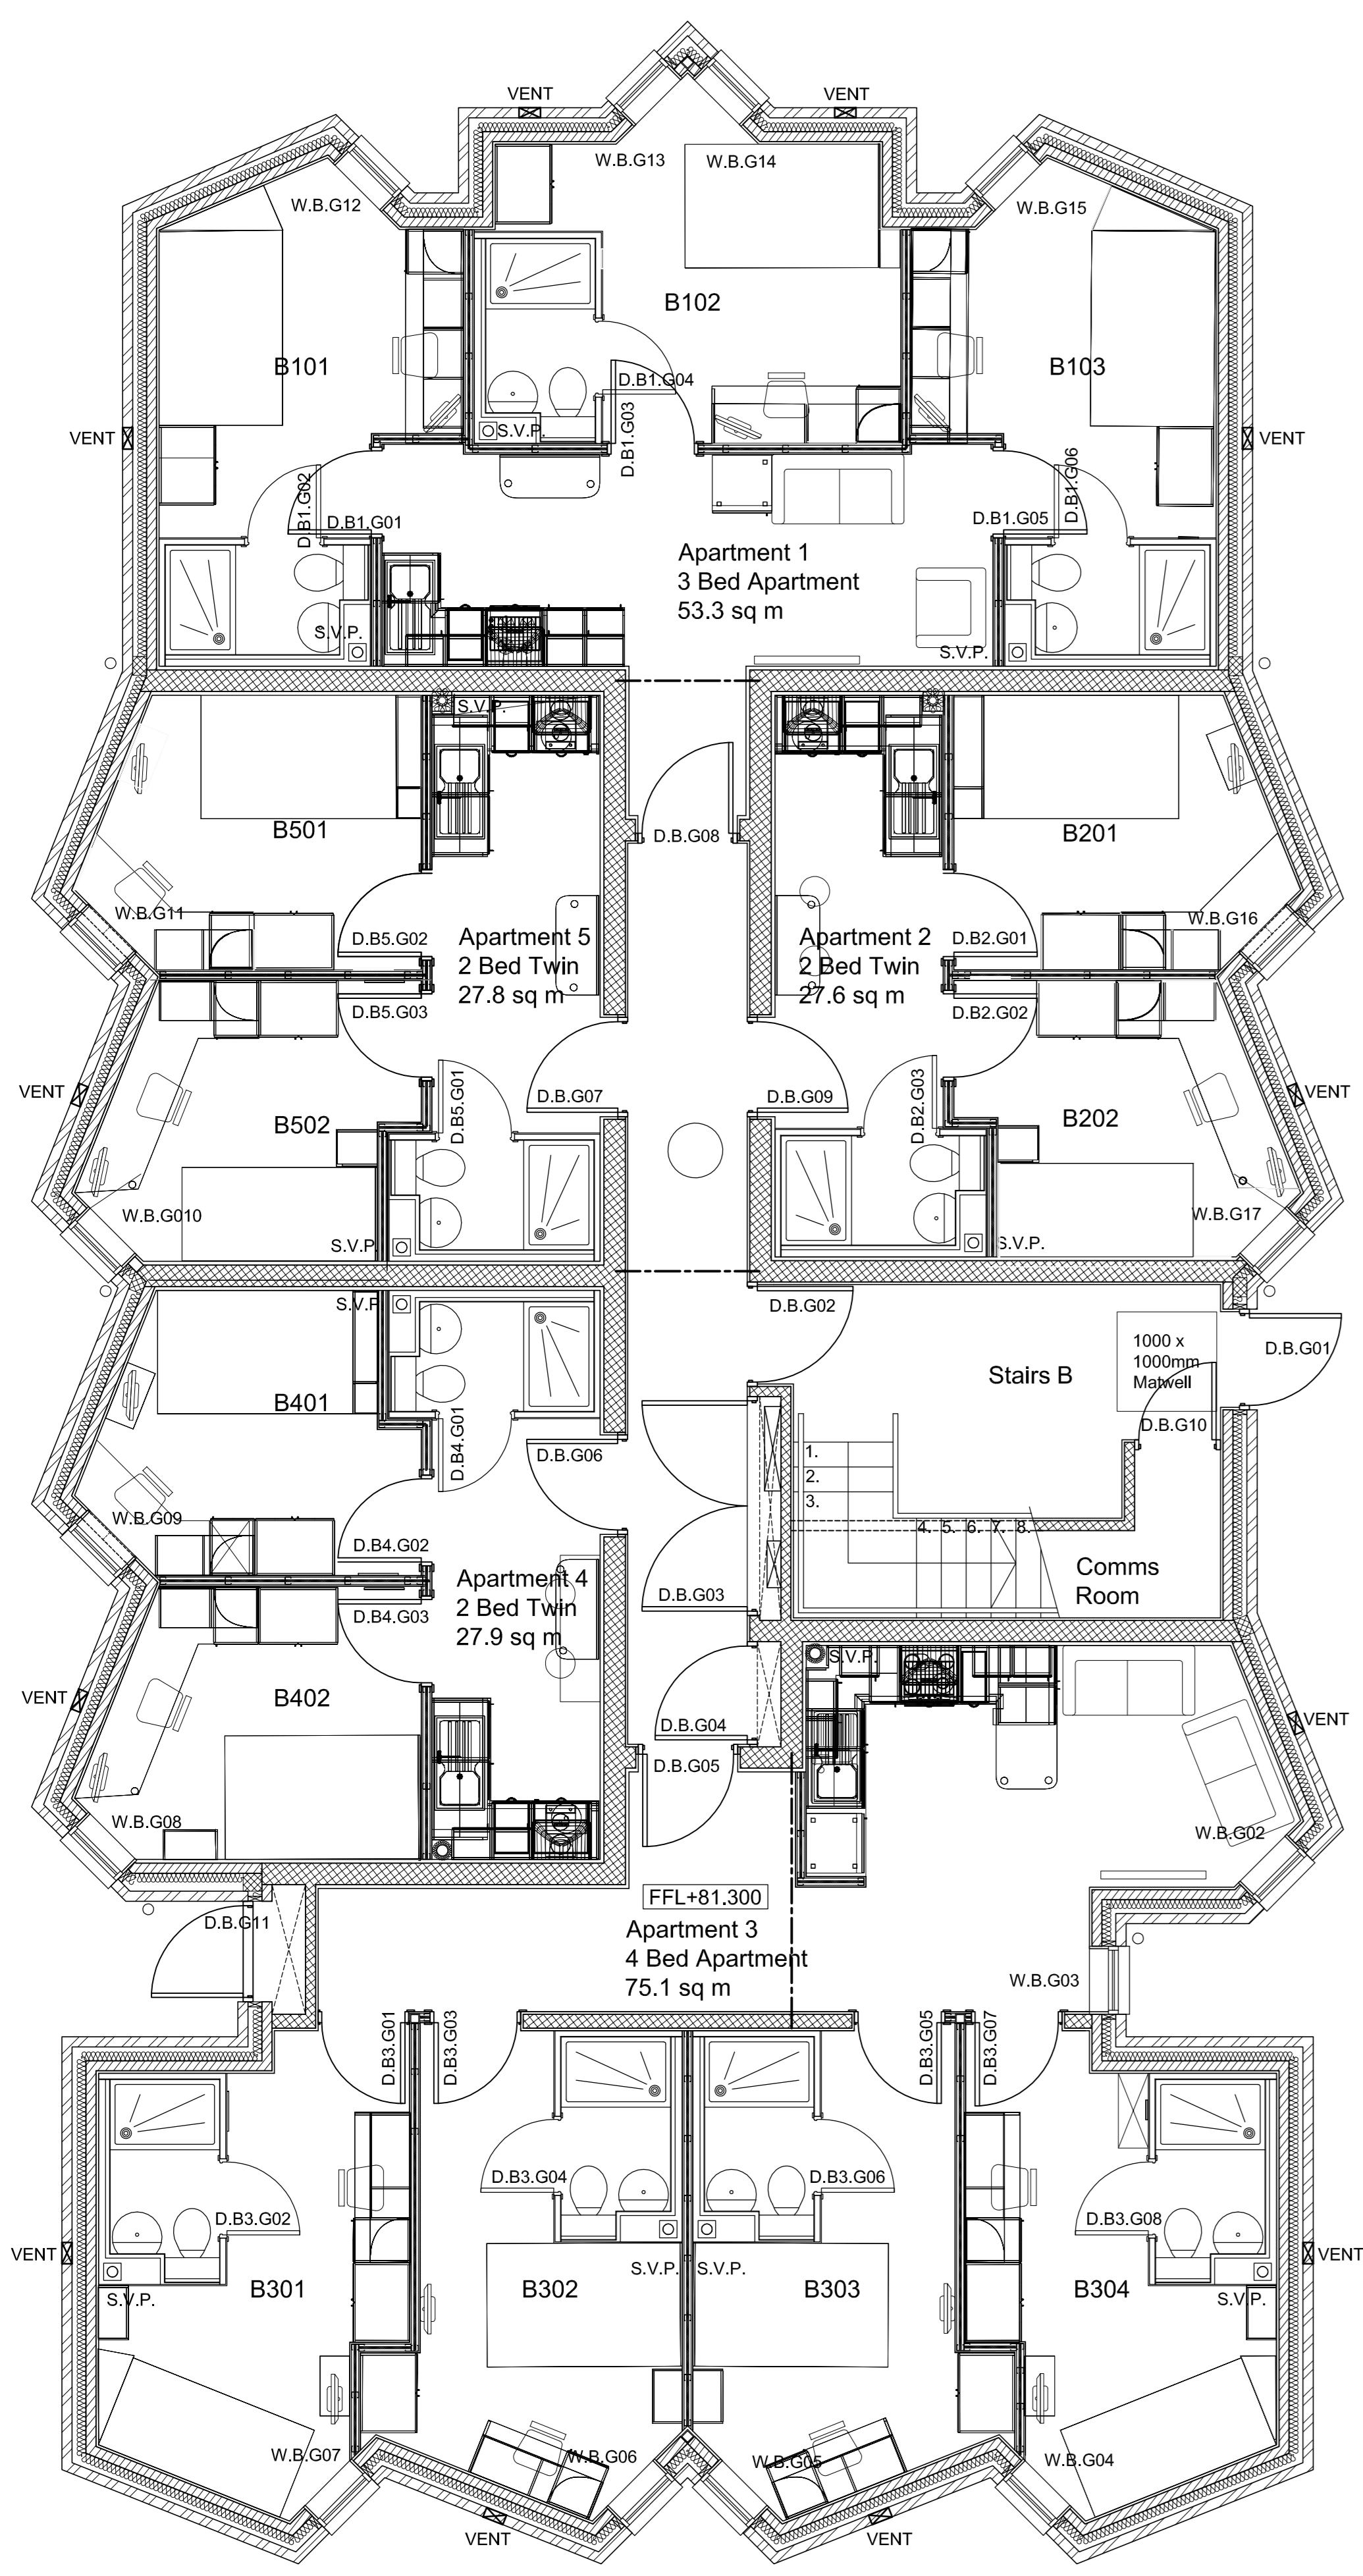 VENT
VENT
W.B.G13
W.B.G14
W.B.G12
W.B.G15
B102
B101
B103
D.B1.G04
D.B1.G03
S.V.P.
VENT
VENT
D.B1.G02
D.B1.G01
D.B1.G05
D.B1.G06
Apartment 1
3 Bed Apartment
53.3 sq m
S.V.P.
S.V.P.
S.V.P.
B501
D.B.G08
B201
W.B.G11
W.B.G16
D.B5.G02
Apartment 5
2 Bed Twin
27.8 sq m
Apartment 2
2 Bed Twin
27.6 sq m
D.B2.G01
D.B5.G03
D.B2.G02
VENT
VENT
D.B5.G01
D.B.G07
D.B.G09
D.B2.G03
B502
B202
W.B.G010
W.B.G17
S.V.P.
S.V.P.
S.V.P.
D.B.G02
1000 x
1000mm
Matwell
D.B.G01
Stairs B
B401
D.B.G10
D.B4.G01
D.B.G06
1.
2.
3.
4.
5.
6.
7.
8.
W.B.G09
D.B4.G02
Comms
Room
Apartment 4
2 Bed Twin
27.9 sq m
D.B.G03
D.B4.G03
S.V.P.
VENT
B402
VENT
D.B.G04
D.B.G05
W.B.G08
W.B.G02
FFL+81.300
D.B.G11
Apartment 3
4 Bed Apartment
75.1 sq m
W.B.G03
D.B3.G01
D.B3.G03
D.B3.G05
D.B3.G07
D.B3.G04
D.B3.G06
D.B3.G02
D.B3.G08
VENT
VENT
S.V.P.
S.V.P.
B301
B302
B303
B304
S.V.P.
S.V.P.
W.B.G07
W.B.G06
W.B.G05
W.B.G04
VENT
VENT